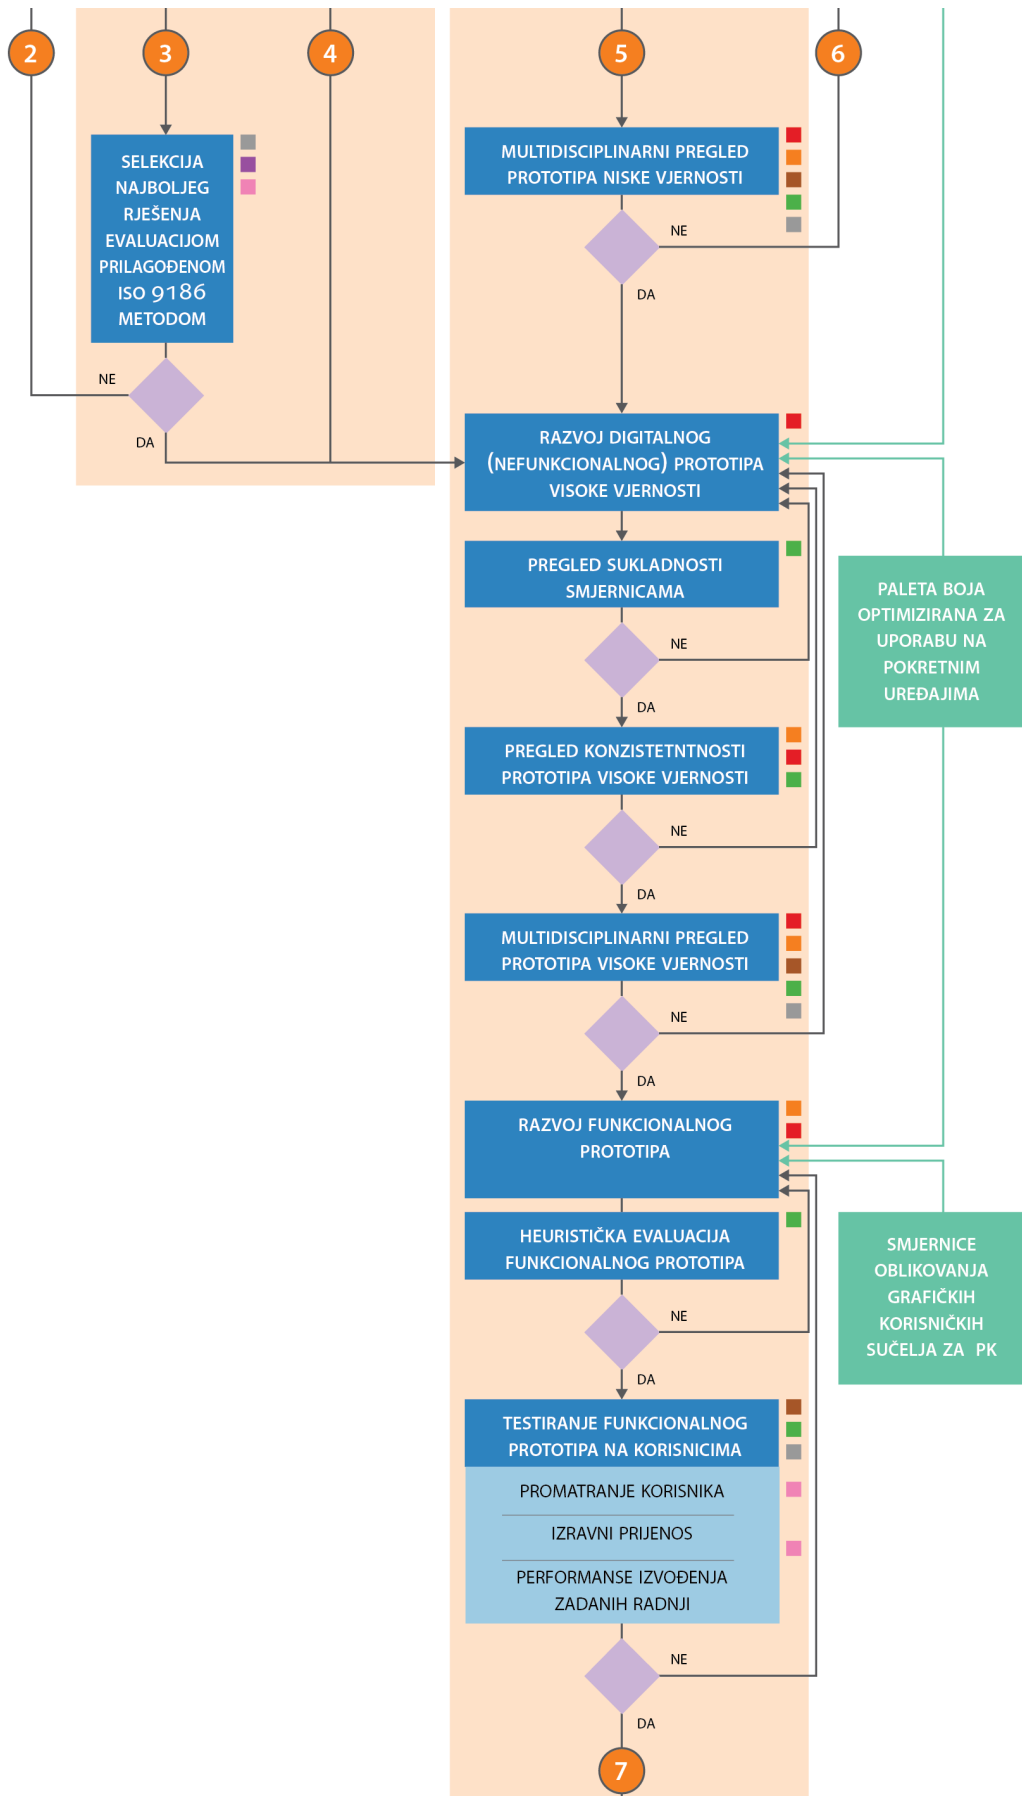 2
3
4
5
6
SELEKCIJA
NAJBOLJEG
RJEŠENJA
EVALUACIJOM
PRILAGOĐENOM
ISO 9186
METODOM
NE
DA
MULTIDISCIPLINARNI PREGLED
PROTOTIPA NISKE VJERNOSTI
NE
DA
RAZVOJ DIGITALNOG
(NEFUNKCIONALNOG) PROTOTIPA
VISOKE VJERNOSTI
PREGLED SUKLADNOSTI
SMJERNICAMA
NE
DA
PALETA BOJA
OPTIMIZIRANA ZA
UPORABU NA
POKRETNIM
UREĐAJIMA
PREGLED KONZISTETNTNOSTI
PROTOTIPA VISOKE VJERNOSTI
NE
DA
MULTIDISCIPLINARNI PREGLED
PROTOTIPA VISOKE VJERNOSTI
NE
DA
RAZVOJ FUNKCIONALNOG
PROTOTIPA
HEURISTIČKA EVALUACIJA
FUNKCIONALNOG PROTOTIPA
NE
DA
SMJERNICE
OBLIKOVANJA
GRAFIČKIH
KORISNIČKIH
SUČELJA ZA PK
TESTIRANJE FUNKCIONALNOG
PROTOTIPA NA KORISNICIMA
PROMATRANJE KORISNIKA
IZRAVNI PRIJENOS
PERFORMANSE IZVOĐENJA
ZADANIH RADNJI
NE
DA
7